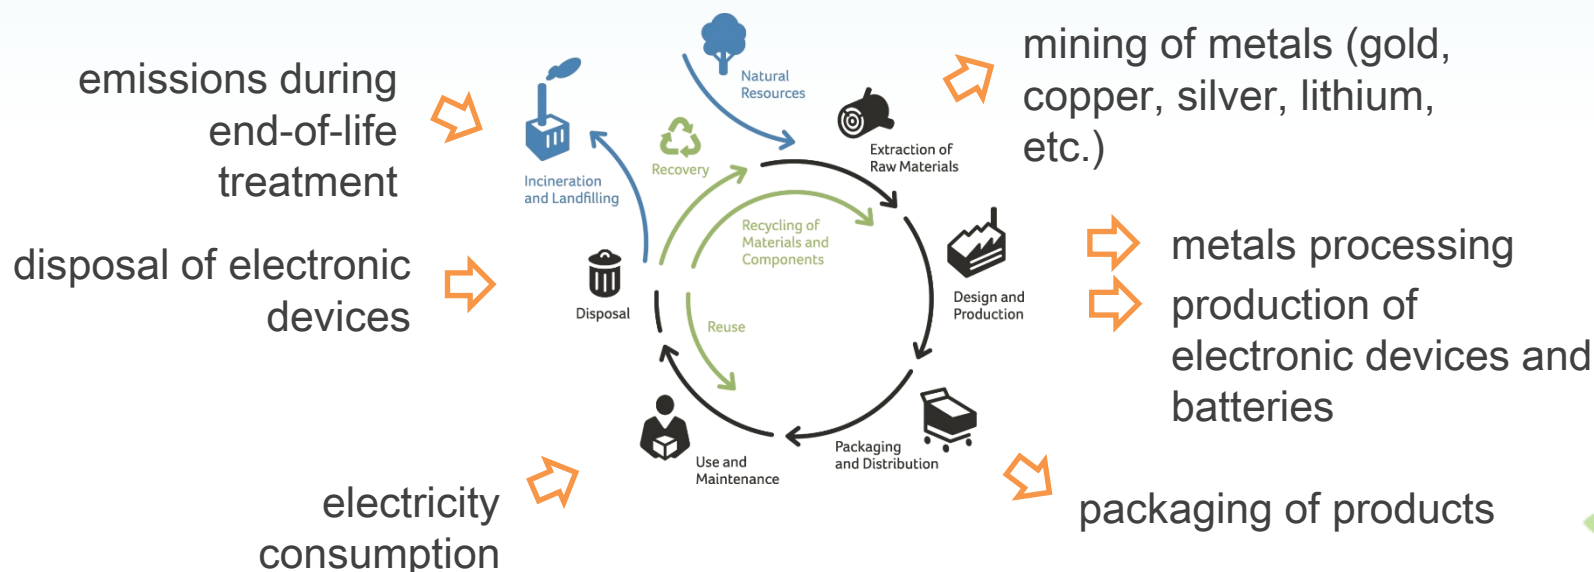 emissions during
end-of-life
treatment
disposal of electronic
devices
electricity
consumption
Natural
Resources
Extraction of
Raw Materials
Recovery
Incineration
and Landfilling
Recycling of
Materials and
Components
Disposal
Reuse
Design and
Production
Packaging
and Distribution
Use and
Maintenance
mining of metals (gold,
copper, silver, lithium,
etc.)
metals processing
production of
electronic devices and
batteries
packaging of products